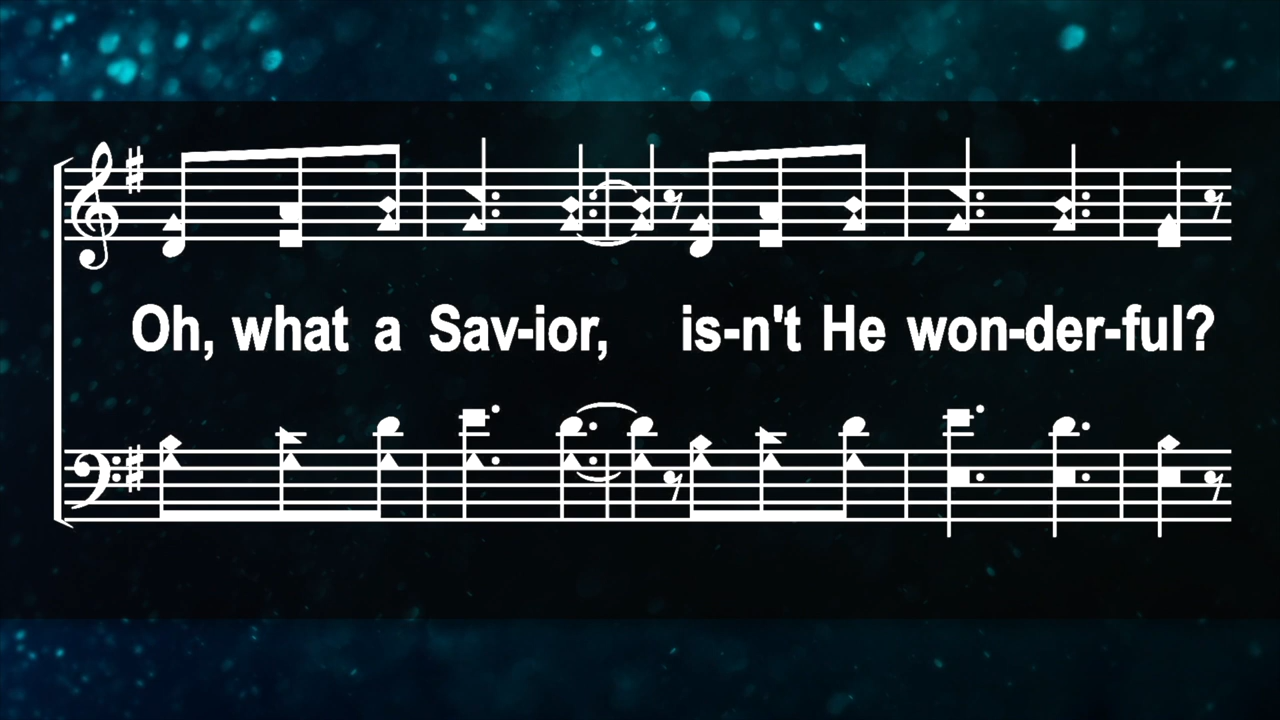 Oh, what a Sav-ior, is-n't He won-der-ful?